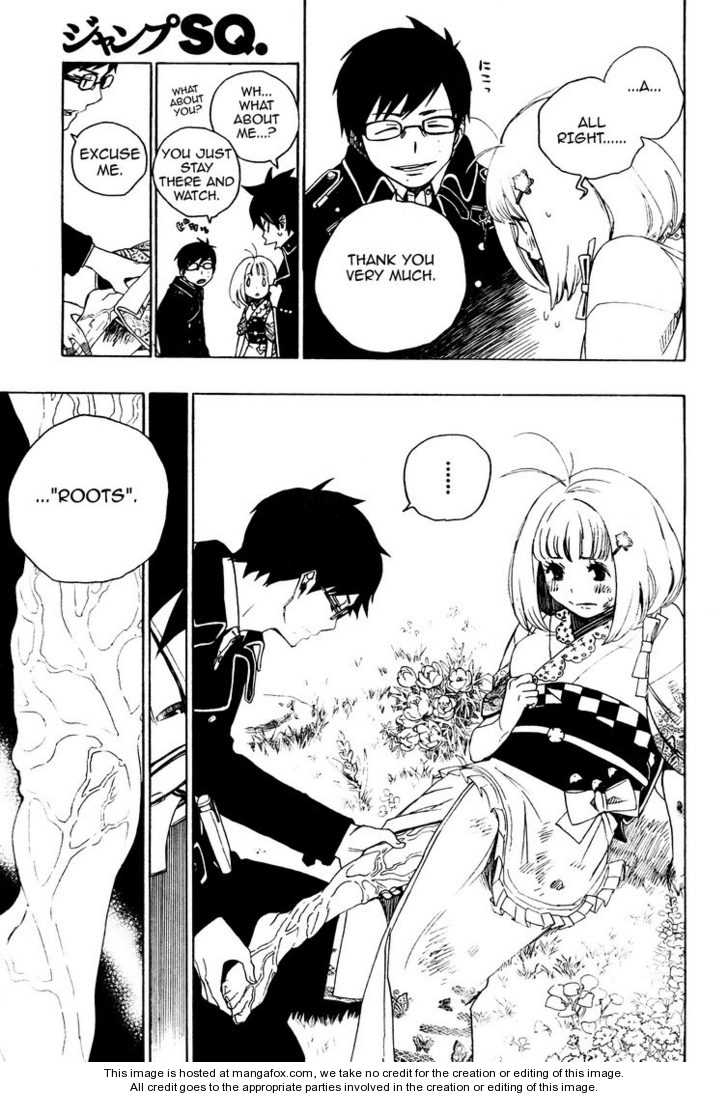 ジャンプSQ.
...A...
ALL
RIGHT......
にこっ
THANK YOU
VERY MUCH.
WH...
WHAT
ABOUT
ME...?
WHAT
ABOUT
YOU?
YOU JUST
STAY
THERE AND
WATCH.
EXCUSE
ME.
........
..."ROOTS".
This image is hosted at mangafox.com, we take no credit for the creation or editing of this image.
All credit goes to the appropriate parties involved in the creation or editing of this image.